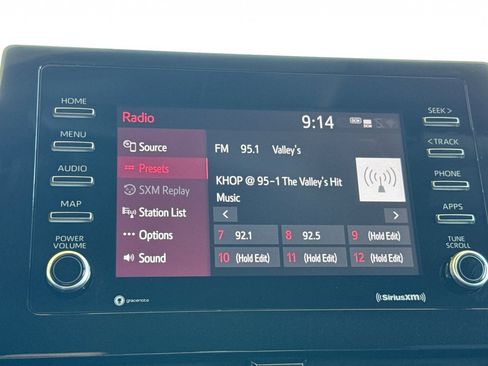 HOME
MENU
AUDIO
MAP
POWER
VOLUME
Radio
9:14
DCM
Source
Presets
SXM Replay
Station List
Options
Sound
FM 95.1 Valley's
KHOP @ 95-1 The Valley's Hit
Music
< >
7 92.1 8 92.5 9 (Hold Edit)
10 (Hold Edit) 11 (Hold Edit) 12 (Hold Edit)
SEEK >
< TRACK
PHONE
APPS
TUNE
SCROLL
gracenote
((SiriusXM))